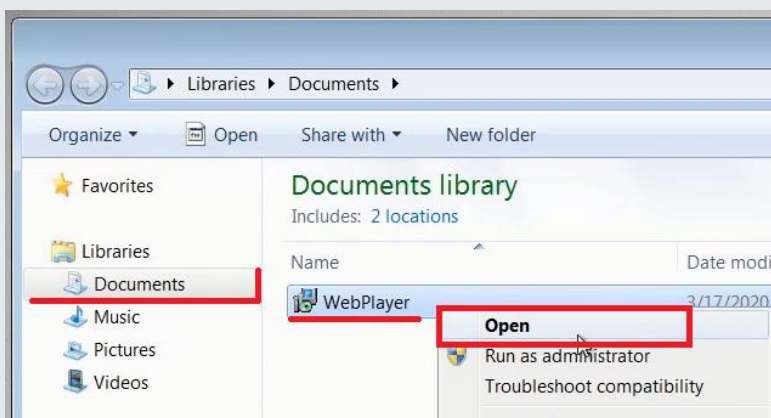 Libraries Documents
Organize Open Share with New folder
Favorites
Documents library
Includes: 2 locations
Libraries
Name Date modi
Documents
WebPlayer 3/17/2020
Music
Open
Pictures
Run as administrator
Videos
Troubleshoot compatibility